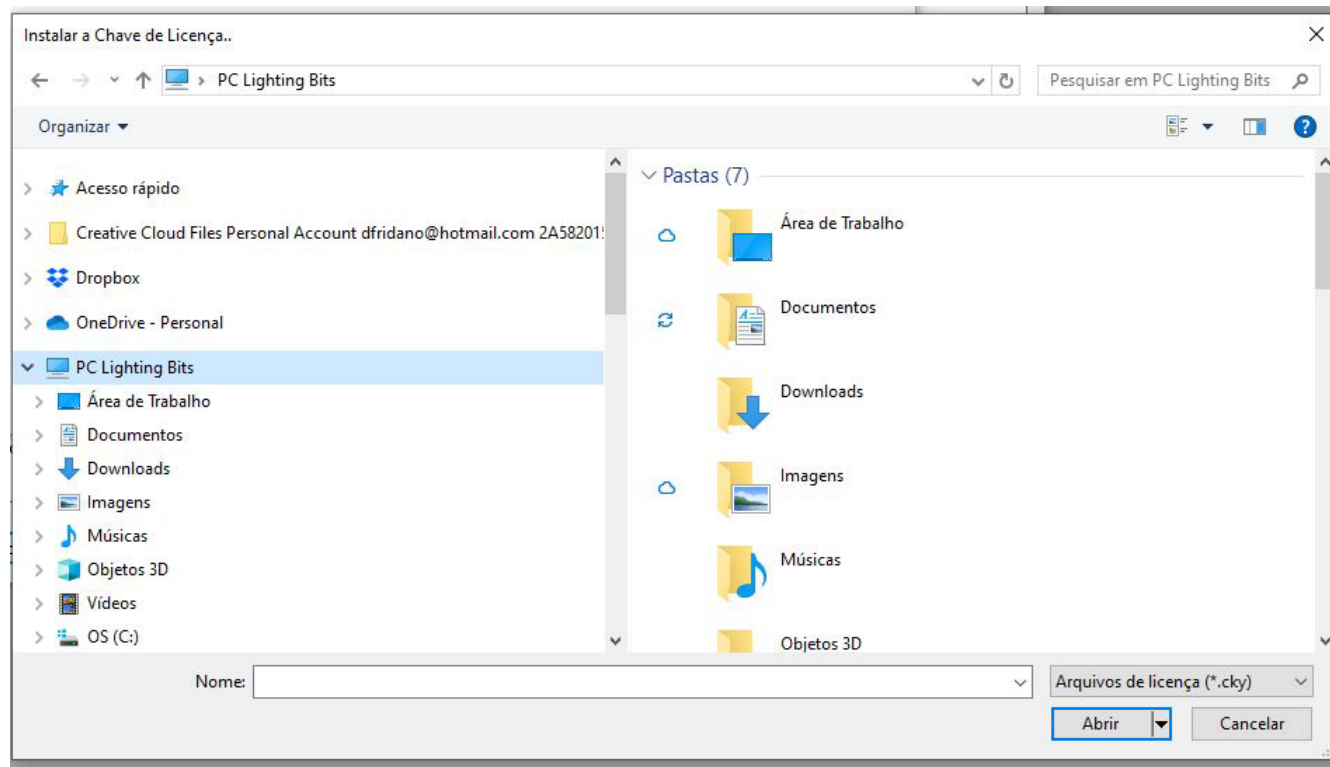 Instalar a Chave de Licença..
PC Lighting Bits
Pesquisar em PC Lighting Bits
Organizar
Acesso rápido
Creative Cloud Files Personal Account dfridano@hotmail.com 2A58201
Dropbox
OneDrive - Personal
PC Lighting Bits
Área de Trabalho
Documentos
Downloads
Imagens
Músicas
Objetos 3D
Vídeos
OS (C:)
Pastas (7)
Área de Trabalho
Documentos
Downloads
Imagens
Músicas
Objetos 3D
Nome:
Arquivos de licença (*.cky)
Abrir
Cancelar